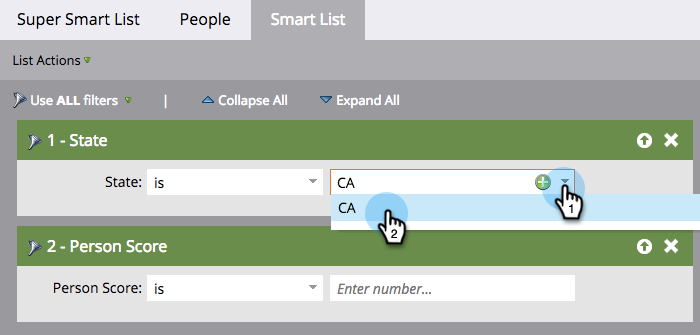 Super Smart List People Smart List
List Actions
Use ALL filters | Collapse All Expand All
1 - State
State: is CA
CA
1
2
2 - Person Score
Person Score: is Enter number...